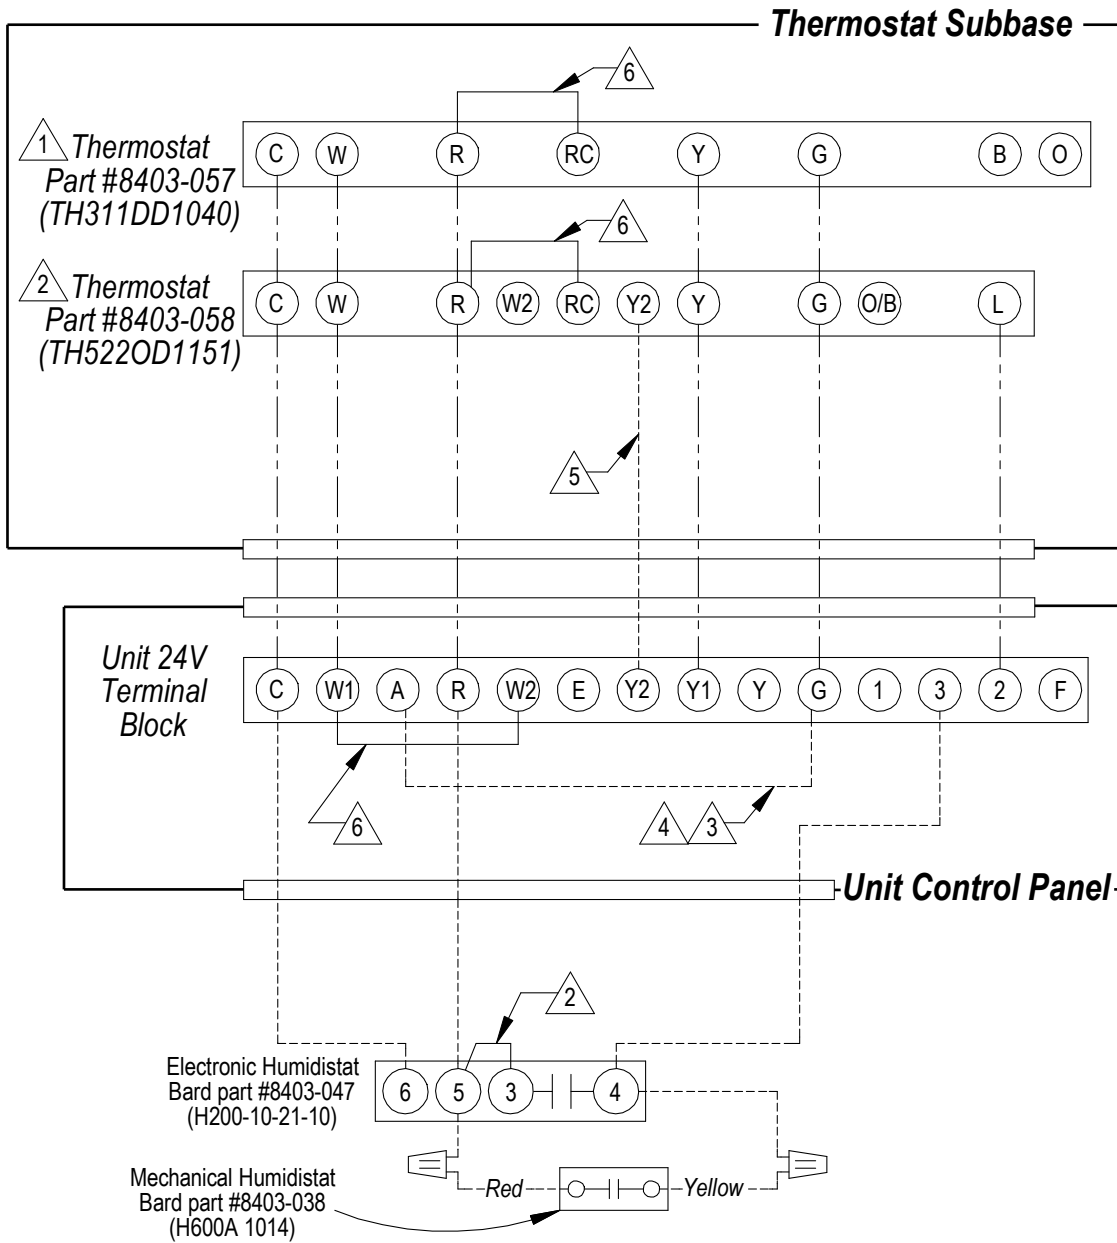 Thermostat Subbase
6
1 Thermostat
Part #8403-057
(TH311DD1040)
C W R RC Y G B O
6
2 Thermostat
Part #8403-058
(TH522OD1151)
C W R W2 RC Y2 Y G O/B L
5
Unit 24V
Terminal
Block
C W1 A R W2 E Y2 Y1 Y G 1 3 2 F
6 4 3
Unit Control Panel
2
Electronic Humidistat
Bard part #8403-047
(H200-10-21-10)
6 5 3 4
Mechanical Humidistat
Bard part #8403-038
(H600A 1014)
Red Yellow